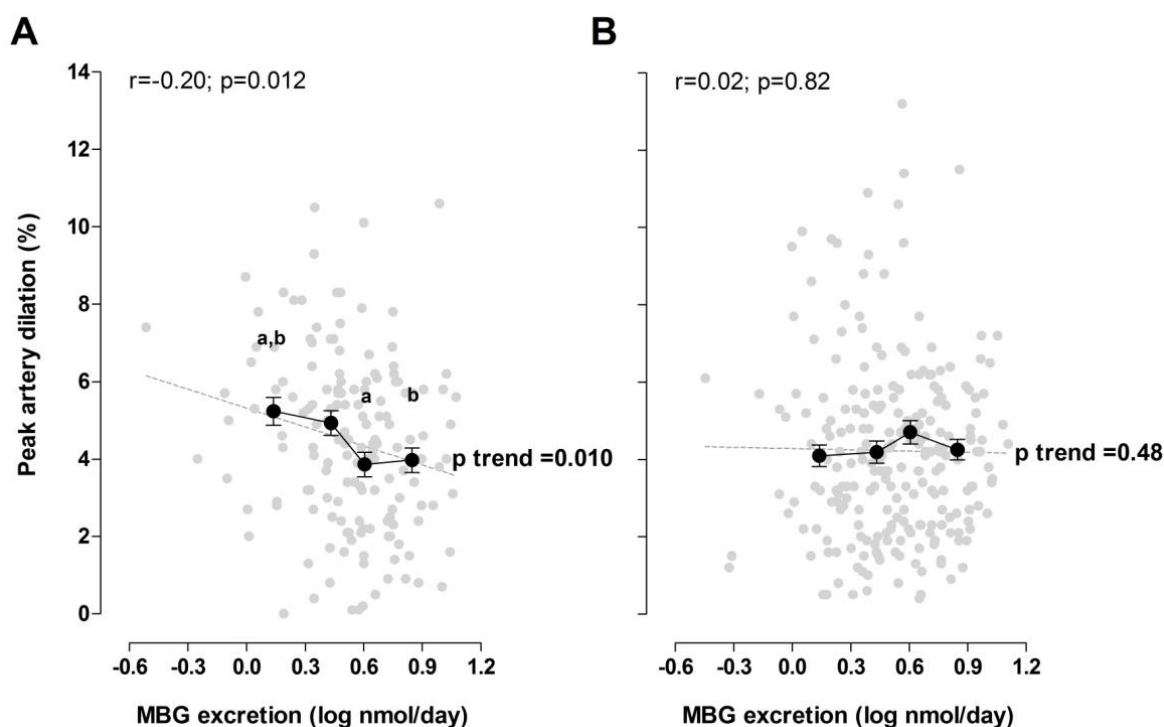 A
B
r=-0.20; p=0.012
r=0.02; p=0.82
Peak artery dilation (%)
14
12
10
8
6
4
2
0
a,b
a
b
p trend =0.010
p trend =0.48
-0.6 -0.3 0.0 0.3 0.6 0.9 1.2
-0.6 -0.3 0.0 0.3 0.6 0.9 1.2
MBG excretion (log nmol/day)
MBG excretion (log nmol/day)